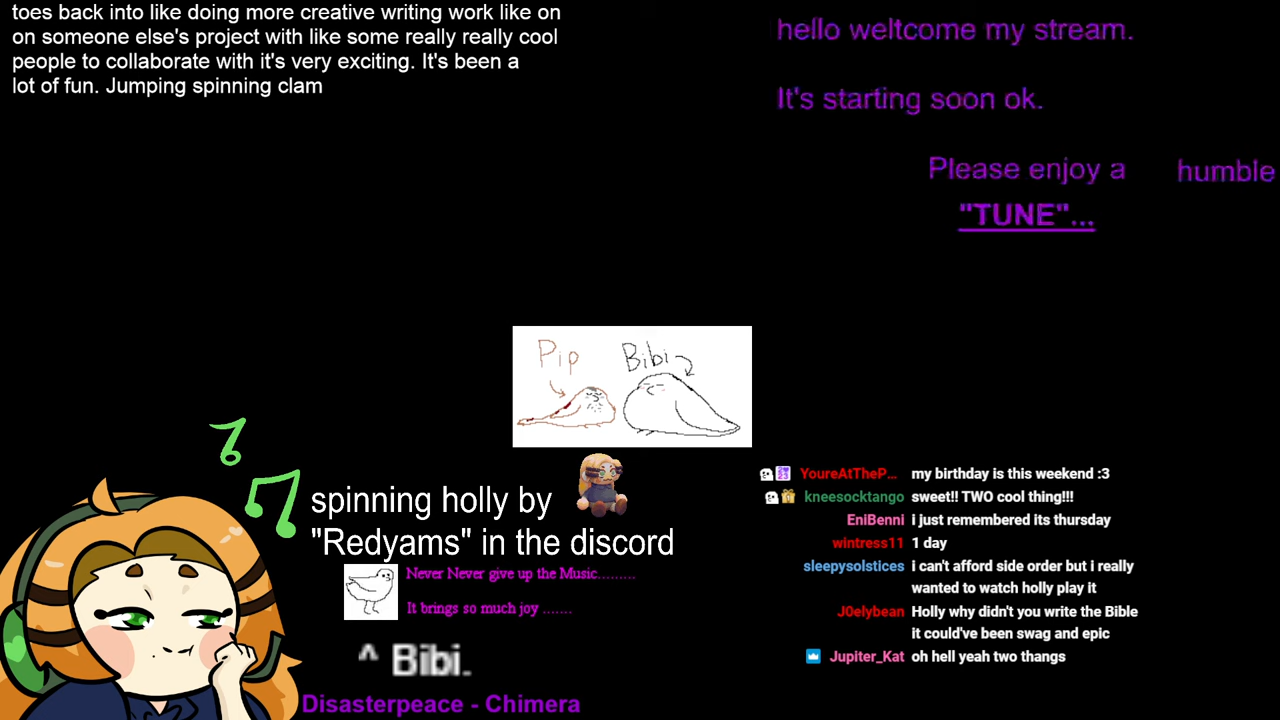 toes back into like doing more creative writing work like on
on someone else's project with like some really really cool
people to collaborate with it's very exciting. It's been a
lot of fun. Jumping spinning clam
hello weltcome my stream.
It's starting soon ok.
Please enjoy a humble
"TUNE"...
Pip
Bibi
spinning holly by
"Redyams" in the discord
Never Never give up the Music.........
It brings so much joy ......
^ Bibi.
Disasterpeace - Chimera
YoureAtTheP... my birthday is this weekend :3
kneesocktango sweet!! TWO cool thing!!!
EniBenni i just remembered its thursday
wintress11 1 day
sleepysolstices i can't afford side order but i really
wanted to watch holly play it
J0elybean Holly why didn't you write the Bible
it could've been swag and epic
Jupiter_Kat oh hell yeah two thangs